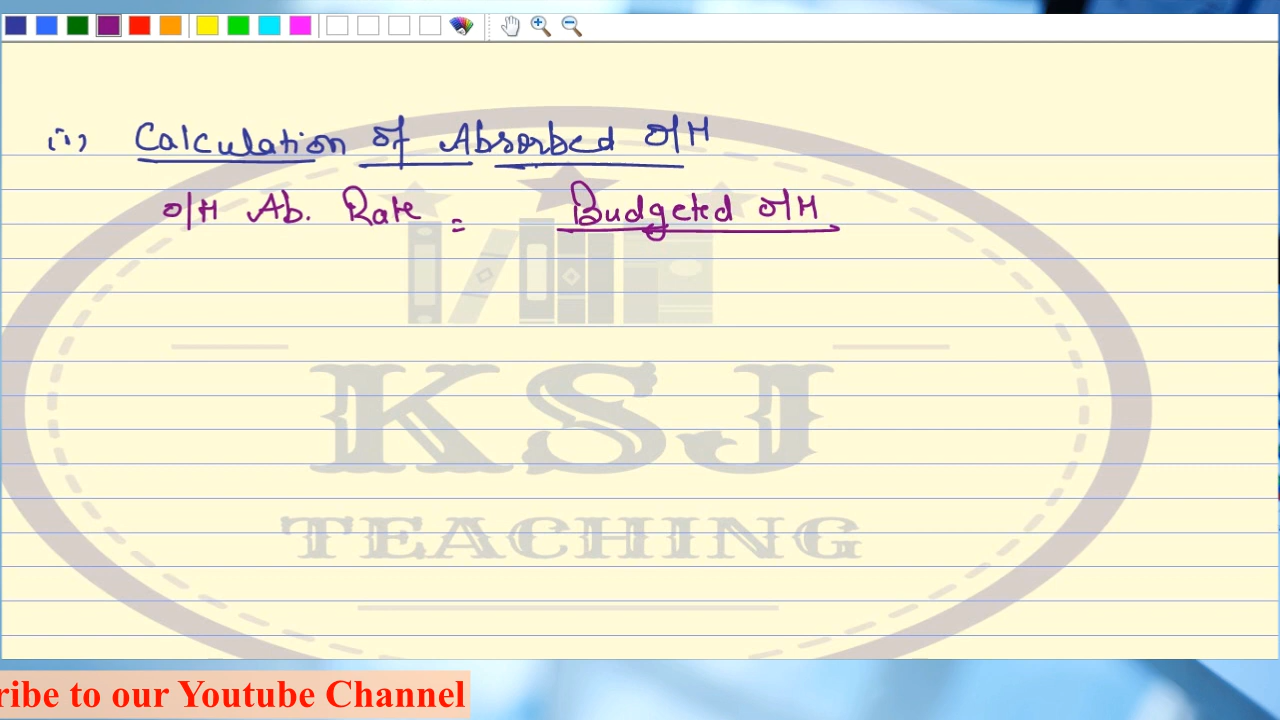 ii) Calculation of Absorbed O/H
O/H Ab. Rate = Budgeted O/H
KSJ
TEACHING
ribe to our Youtube Channel